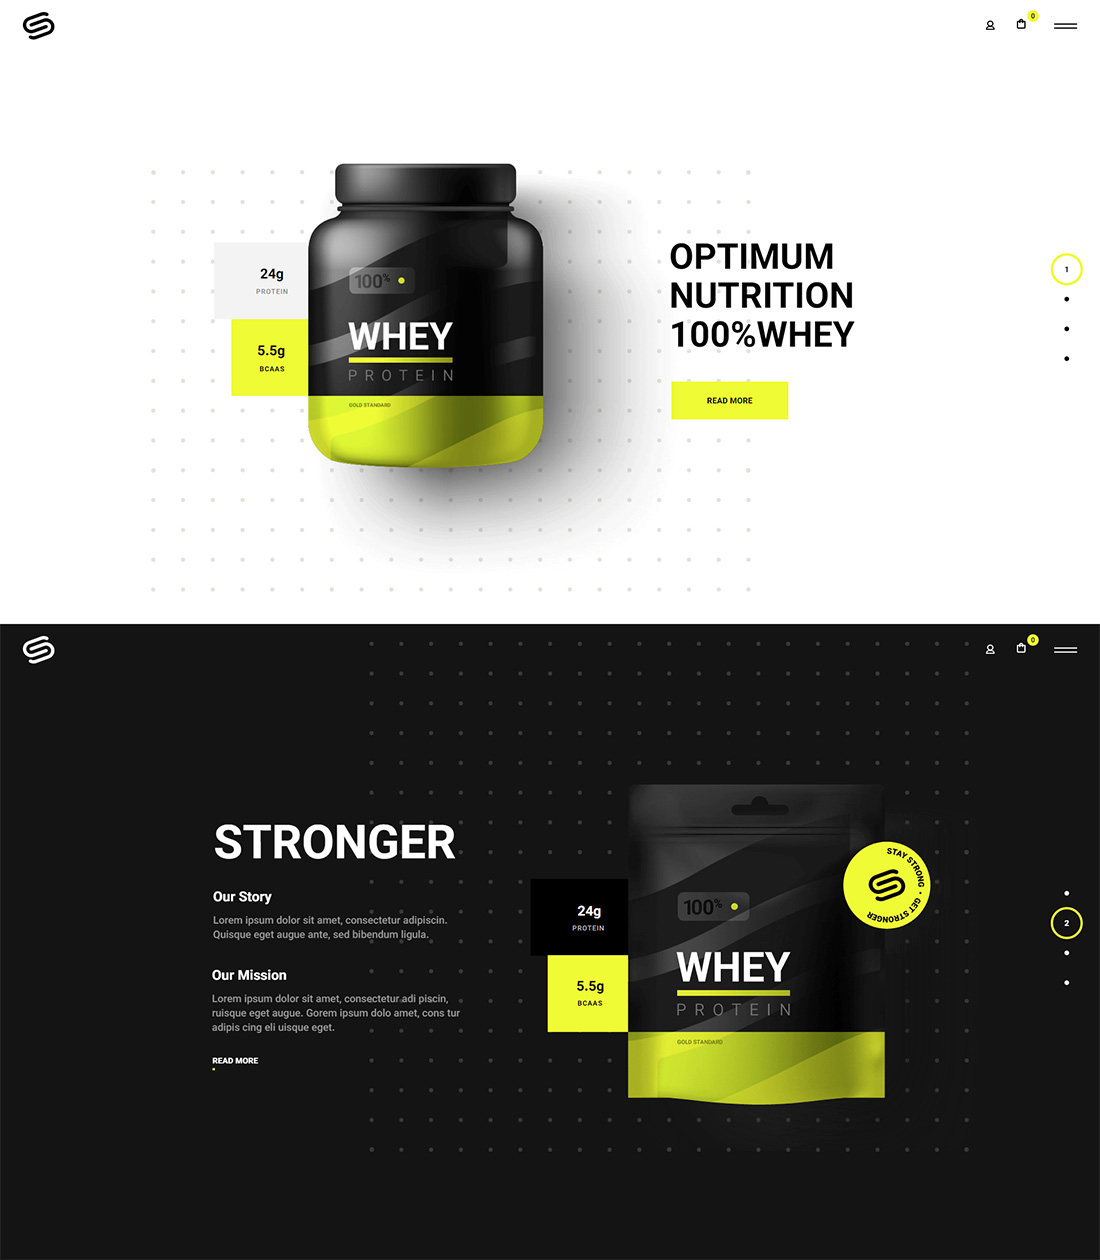 0
24g
PROTEIN
5.5g
BCAAS
100%
WHEY
PROTEIN
GOLD STANDARD
OPTIMUM
NUTRITION
100%WHEY
READ MORE
1
0
STRONGER
Our Story
Lorem ipsum dolor sit amet, consectetur adipiscin.
Quisque eget augue ante, sed bibendum ligula.
Our Mission
Lorem ipsum dolor sit amet, consectetur adi piscin,
ruisque eget augue. Gorem ipsum dolo amet, cons tur
adipis cing eli uisque eget.
READ MORE
24g
PROTEIN
5.5g
BCAAS
100%
WHEY
PROTEIN
GOLD STANDARD
STAY STRONG • GET STRONGER
2